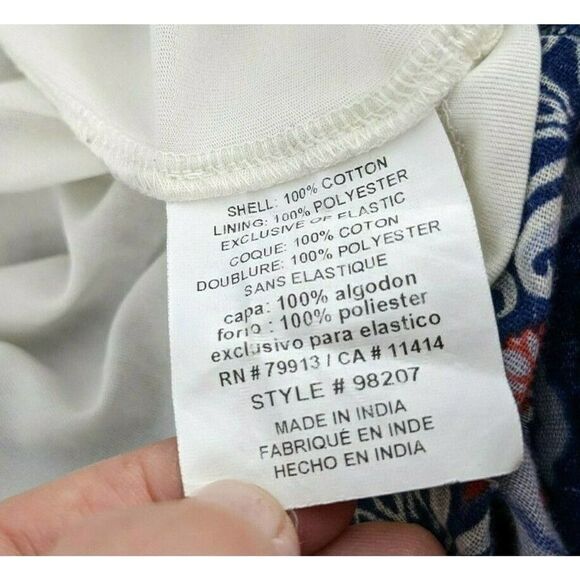 SHELL: 100% COTTON
LINING: 100% POLYESTER
EXCLUSIVE OF ELASTIC
COQUE: 100% COTON
DOUBLURE: 100% POLYESTER
SANS ELASTIQUE
capa: 100% algodon
forio : 100% poliester
exclusivo para elastico
RN # 79913 / CA # 11414
STYLE # 98207
MADE IN INDIA
FABRIQUÉ EN INDE
HECHO EN INDIA